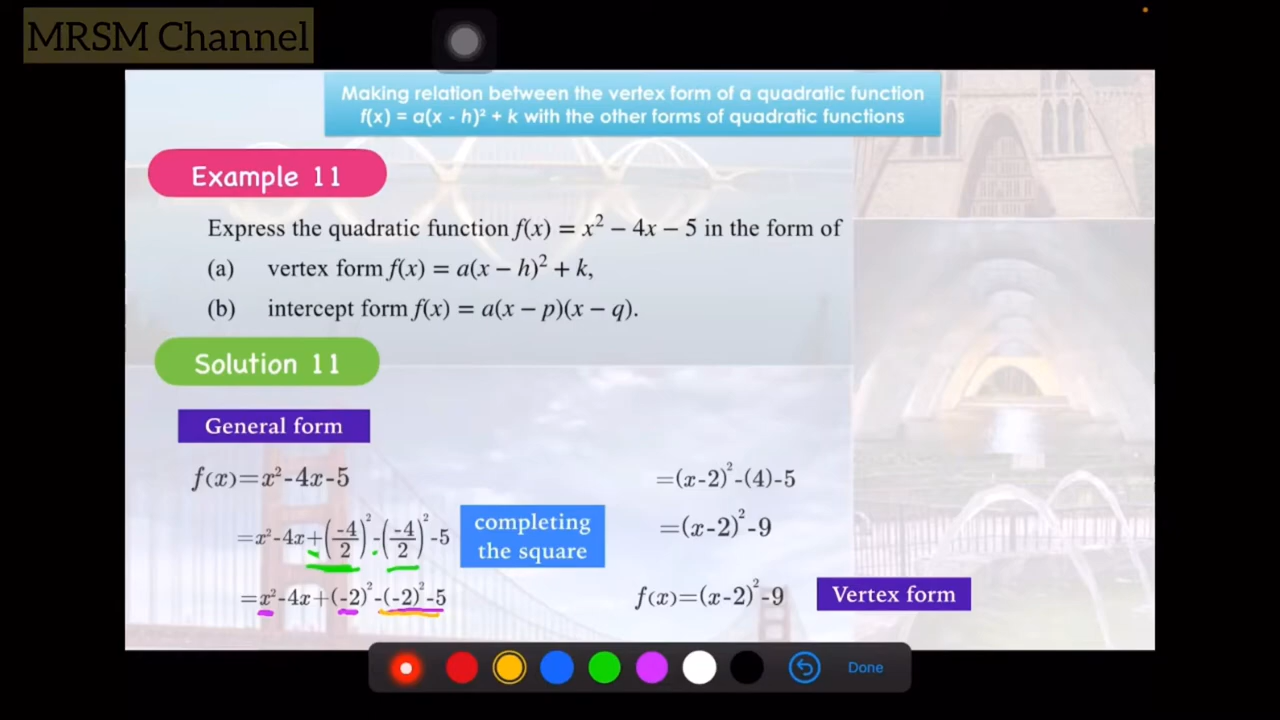 MRSM Channel
Making relation between the vertex form of a quadratic function
f(x) = a(x - h)² + k with the other forms of quadratic functions
Example 11
Express the quadratic function f(x) = x² − 4x − 5 in the form of
(a) vertex form f(x) = a(x − h)² + k,
(b) intercept form f(x) = a(x − p)(x − q).
Solution 11
General form
f(x)=x²-4x-5
=x²-4x+(-4/2)²-(-4/2)²-5
completing
the square
=x²-4x+(-2)²-(-2)²-5
=(x-2)²-(4)-5
=(x-2)²-9
f(x)=(x-2)²-9
Vertex form
Done